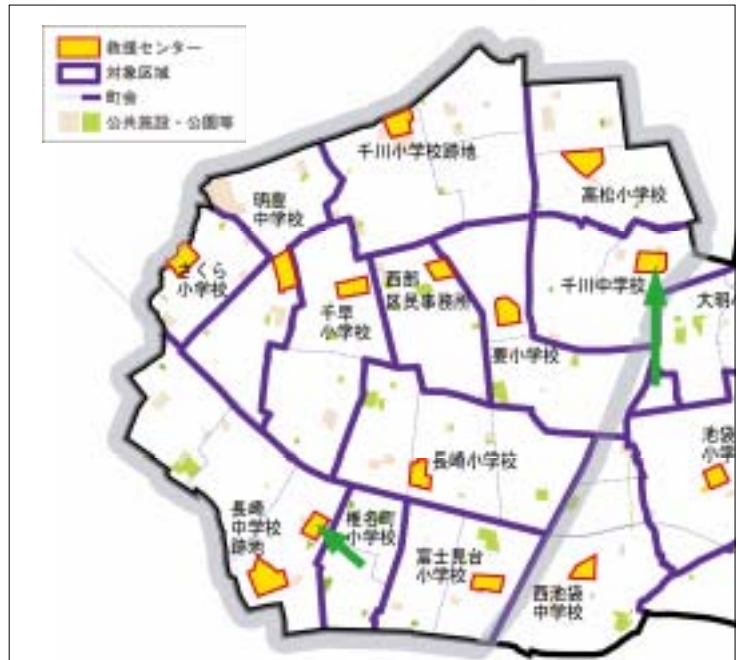 救援センター
対象区域
町会
公共施設・公園等
千川小学校跡地
高松小学校
明豊
中学校
さくら
小学校
西部
区民事務所
千川中学校
大明小
千早
小学校
要小学校
長崎小学校
池袋
小学
長崎
中学校
跡地
椎名町
小学校
富士見台
小学校
西池袋
中学校